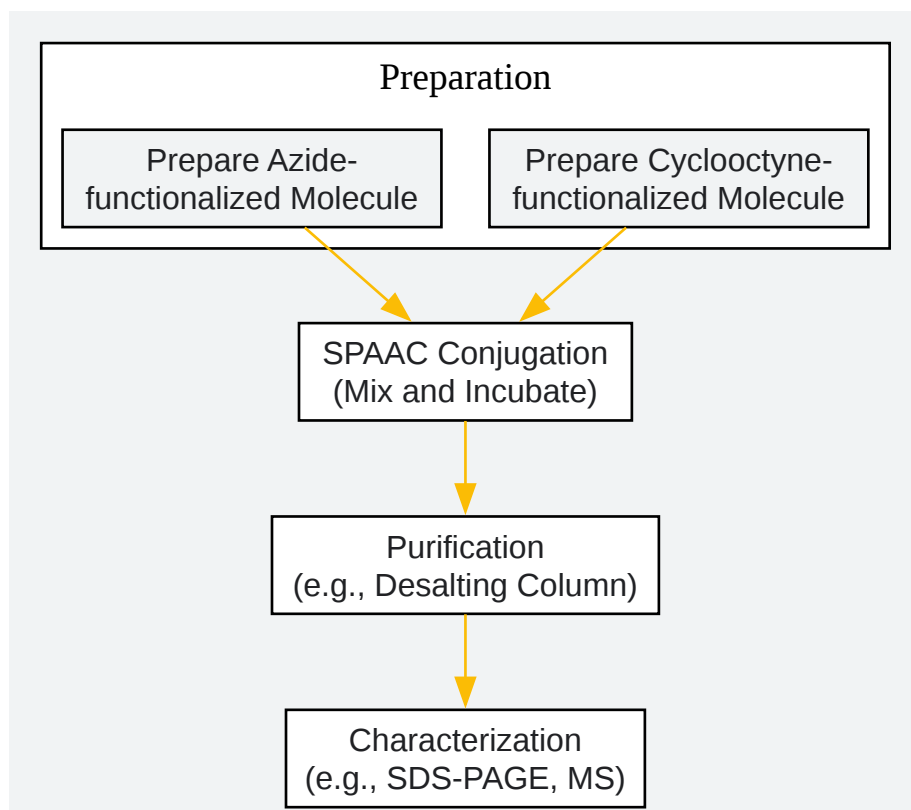 Preparation
Prepare Azide-
functionalized Molecule
Prepare Cyclooctyne-
functionalized Molecule
SPAAC Conjugation
(Mix and Incubate)
Purification
(e.g., Desalting Column)
Characterization
(e.g., SDS-PAGE, MS)